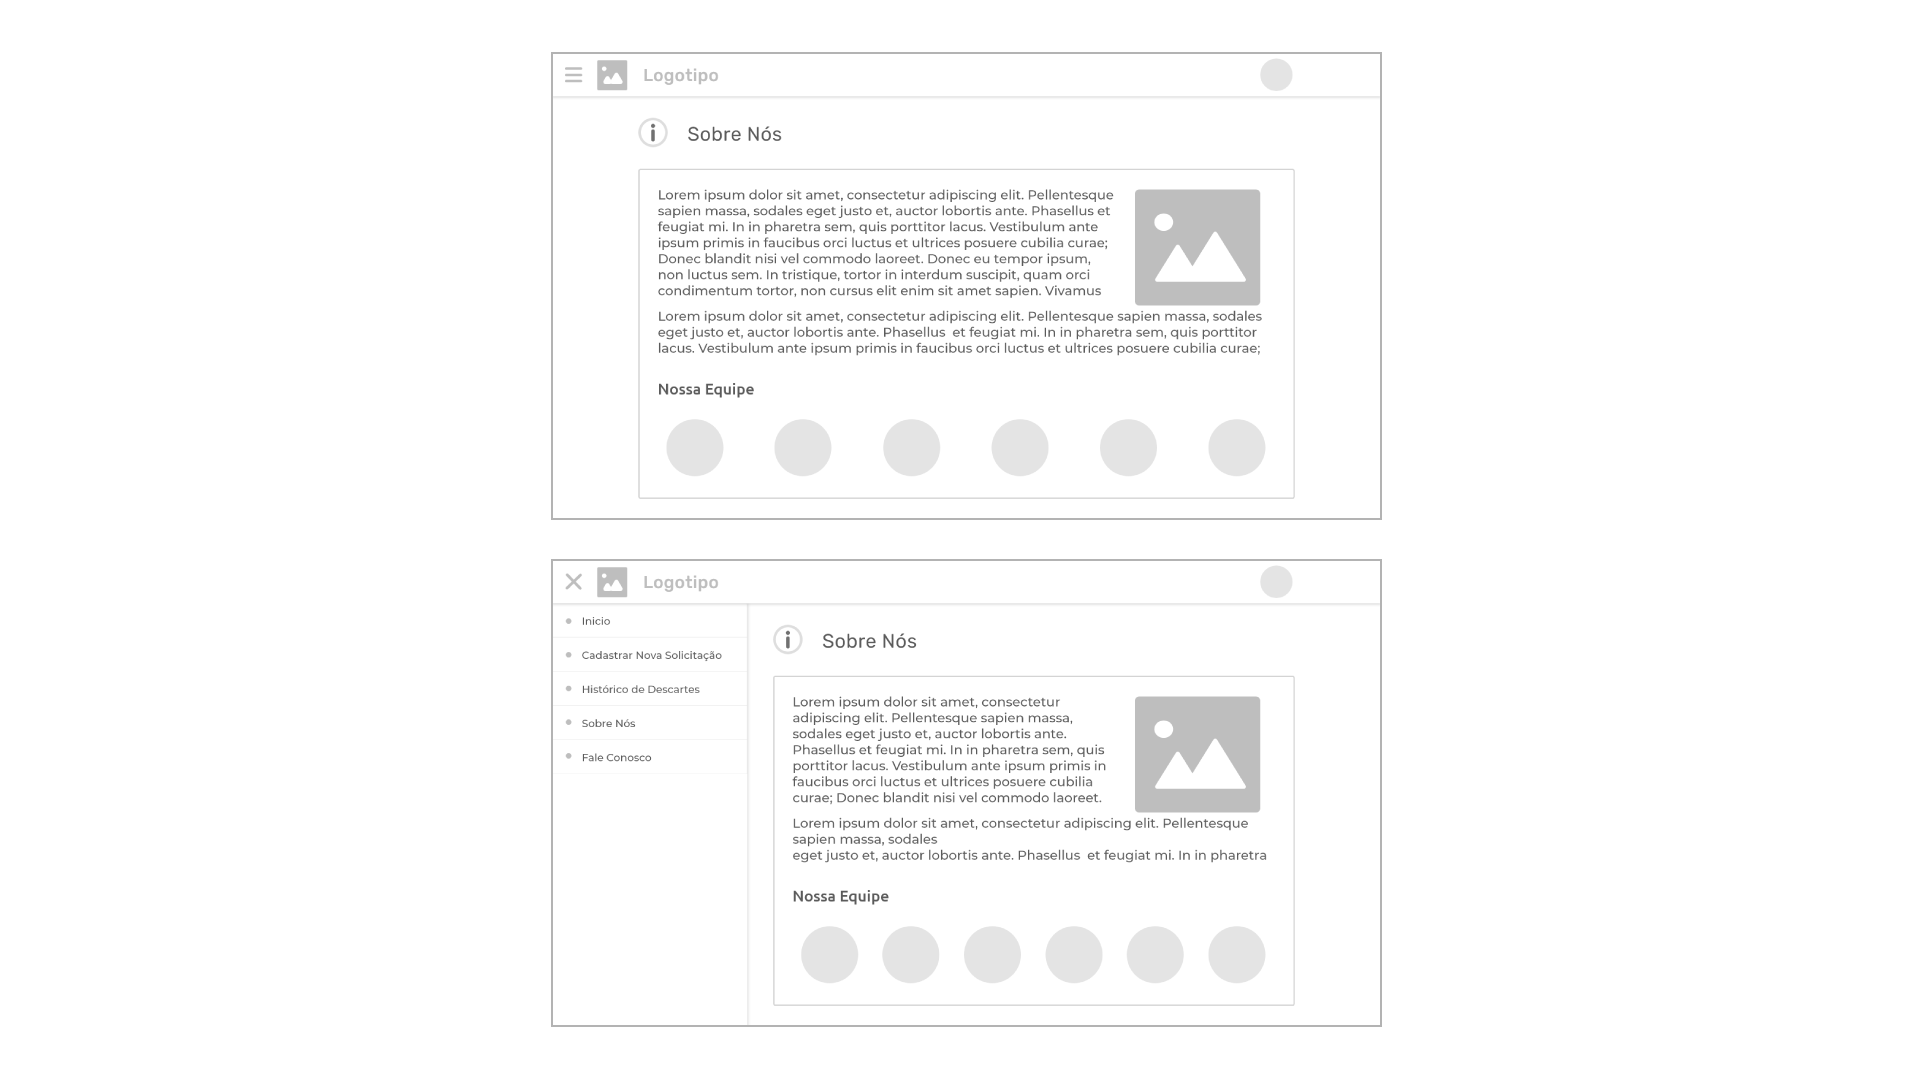 Logotipo
Sobre Nós
Lorem ipsum dolor sit amet, consectetur adipiscing elit. Pellentesque
sapien massa, sodales eget justo et, auctor lobortis ante. Phasellus et
feugiat mi. In in pharetra sem, quis porttitor lacus. Vestibulum ante
ipsum primis in faucibus orci luctus et ultrices posuere cubilia curae;
Donec blandit nisi vel commodo laoreet. Donec eu tempor ipsum,
non luctus sem. In tristique, tortor in interdum suscipit, quam orci
condimentum tortor, non cursus elit enim sit amet sapien. Vivamus
Lorem ipsum dolor sit amet, consectetur adipiscing elit. Pellentesque sapien massa, sodales
eget justo et, auctor lobortis ante. Phasellus et feugiat mi. In in pharetra sem, quis porttitor
lacus. Vestibulum ante ipsum primis in faucibus orci luctus et ultrices posuere cubilia curae;
Nossa Equipe
Logotipo
Inicio
Cadastrar Nova Solicitação
Histórico de Descartes
Sobre Nós
Fale Conosco
Sobre Nós
Lorem ipsum dolor sit amet, consectetur
adipiscing elit. Pellentesque sapien massa,
sodales eget justo et, auctor lobortis ante.
Phasellus et feugiat mi. In in pharetra sem, quis
porttitor lacus. Vestibulum ante ipsum primis in
faucibus orci luctus et ultrices posuere cubilia
curae; Donec blandit nisi vel commodo laoreet.
Lorem ipsum dolor sit amet, consectetur adipiscing elit. Pellentesque
sapien massa, sodales
eget justo et, auctor lobortis ante. Phasellus et feugiat mi. In in pharetra
Nossa Equipe